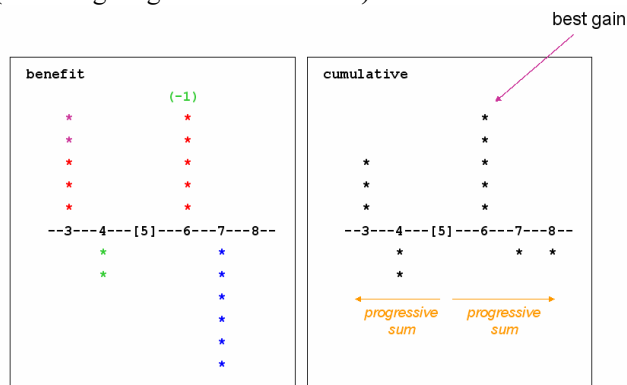 best gain
benefit
(-1)
--3---4---[5]---6---7---8--
cumulative
--3---4---[5]---6---7---8--
progressive
sum
progressive
sum